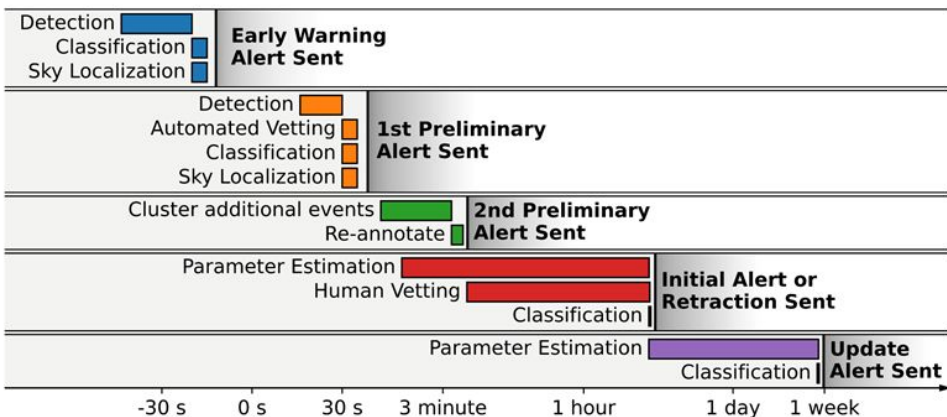 Detection
Classification
Sky Localization
Early Warning
Alert Sent
Detection
Automated Vetting
Classification
Sky Localization
1st Preliminary
Alert Sent
Cluster additional events
Re-annotate
2nd Preliminary
Alert Sent
Parameter Estimation
Human Vetting
Classification
Initial Alert or
Retraction Sent
Parameter Estimation
Classification
Update
Alert Sent
-30 s 0 s 30 s 3 minute 1 hour 1 day 1 week